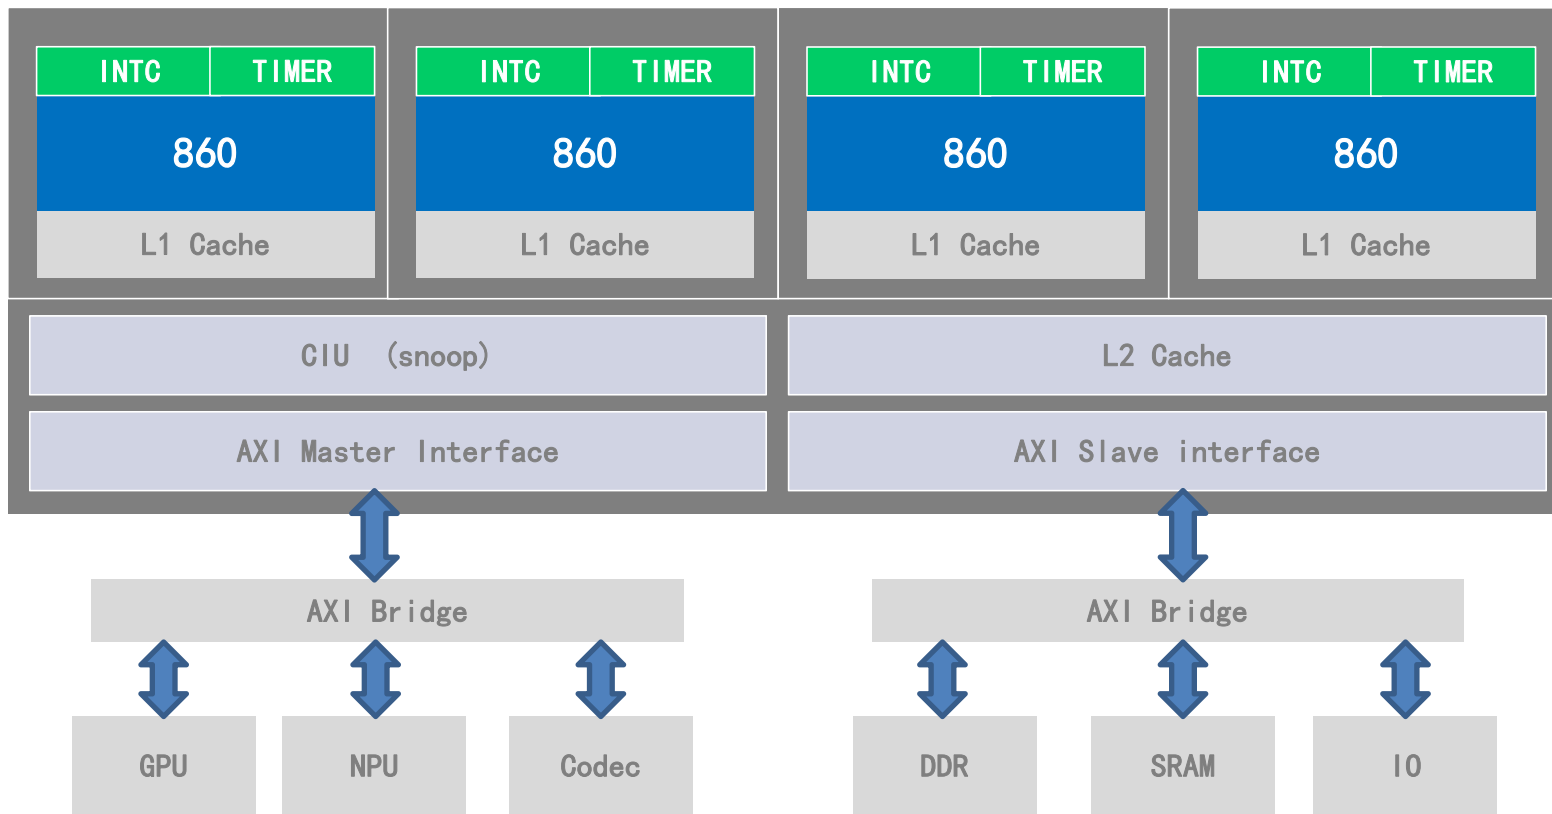 INTC TIMER INTC TIMER INTC TIMER INTC TIMER
860 860 860 860
L1 Cache L1 Cache L1 Cache L1 Cache
CIU (snoop) L2 Cache
AXI Master Interface AXI Slave interface
AXI Bridge AXI Bridge
GPU NPU Codec DDR SRAM IO